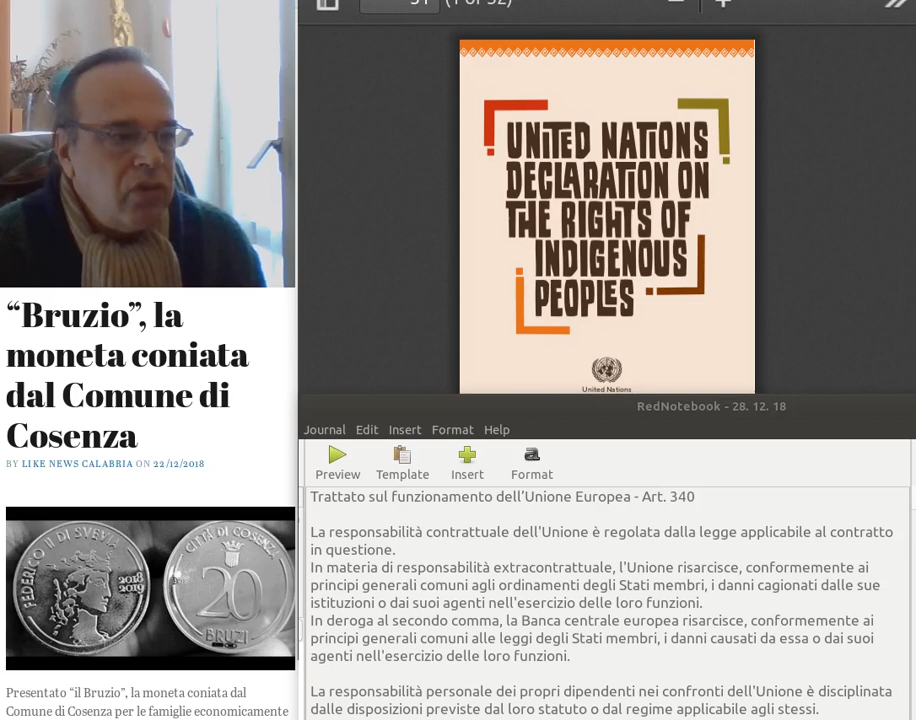 “Bruzio”, la
moneta coniata
dal Comune di
Cosenza
BY LIKE NEWS CALABRIA ON 22/12/2018
FEDERICO II DI SVEVIA
2018
2019
CITTÀ DI COSENZA
20
BRUZI
Presentato “il Bruzio”, la moneta coniata dal
Comune di Cosenza per le famiglie economicamente
UNITED NATIONS
DECLARATION ON
THE RIGHTS OF
INDIGENOUS
PEOPLES
United Nations
RedNotebook - 28. 12. 18
Journal Edit Insert Format Help
Preview Template Insert Format
Trattato sul funzionamento dell’Unione Europea - Art. 340
La responsabilità contrattuale dell'Unione è regolata dalla legge applicabile al contratto
in questione.
In materia di responsabilità extracontrattuale, l'Unione risarcisce, conformemente ai
principi generali comuni agli ordinamenti degli Stati membri, i danni cagionati dalle sue
istituzioni o dai suoi agenti nell'esercizio delle loro funzioni.
In deroga al secondo comma, la Banca centrale europea risarcisce, conformemente ai
principi generali comuni alle leggi degli Stati membri, i danni causati da essa o dai suoi
agenti nell'esercizio delle loro funzioni.
La responsabilità personale dei propri dipendenti nei confronti dell'Unione è disciplinata
dalle disposizioni previste dal loro statuto o dal regime applicabile agli stessi.